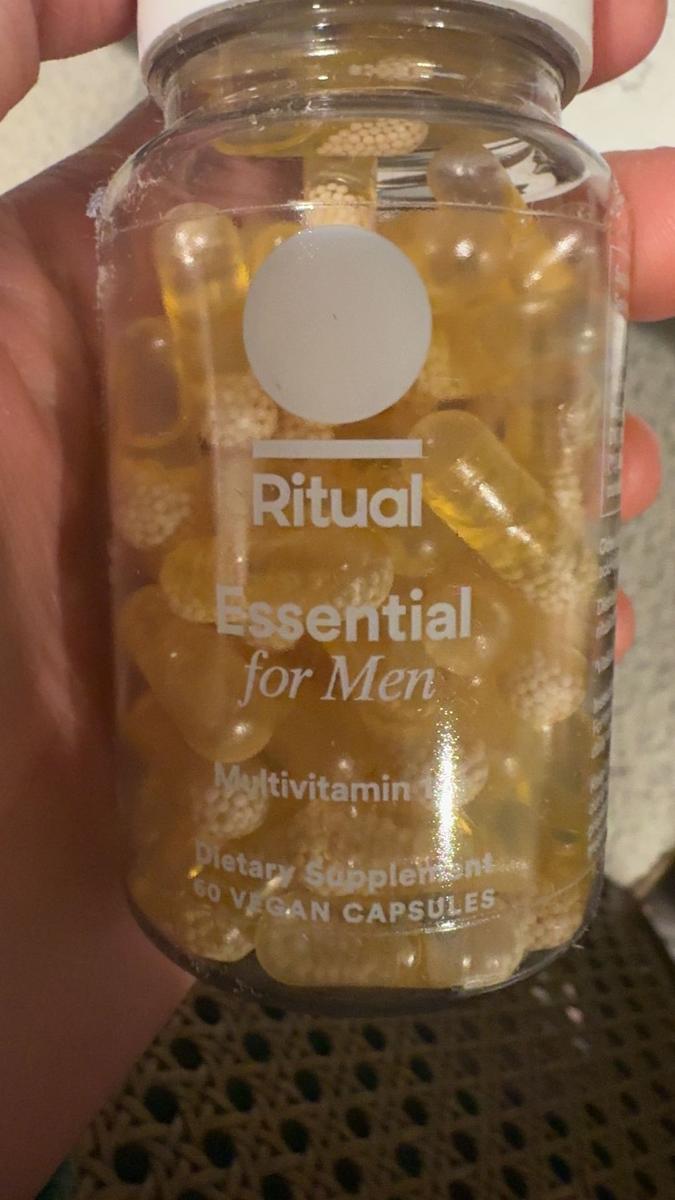 Ritual
Essential
for Men
Multivitamin
Dietary Supplement
60 VEGAN CAPSULES